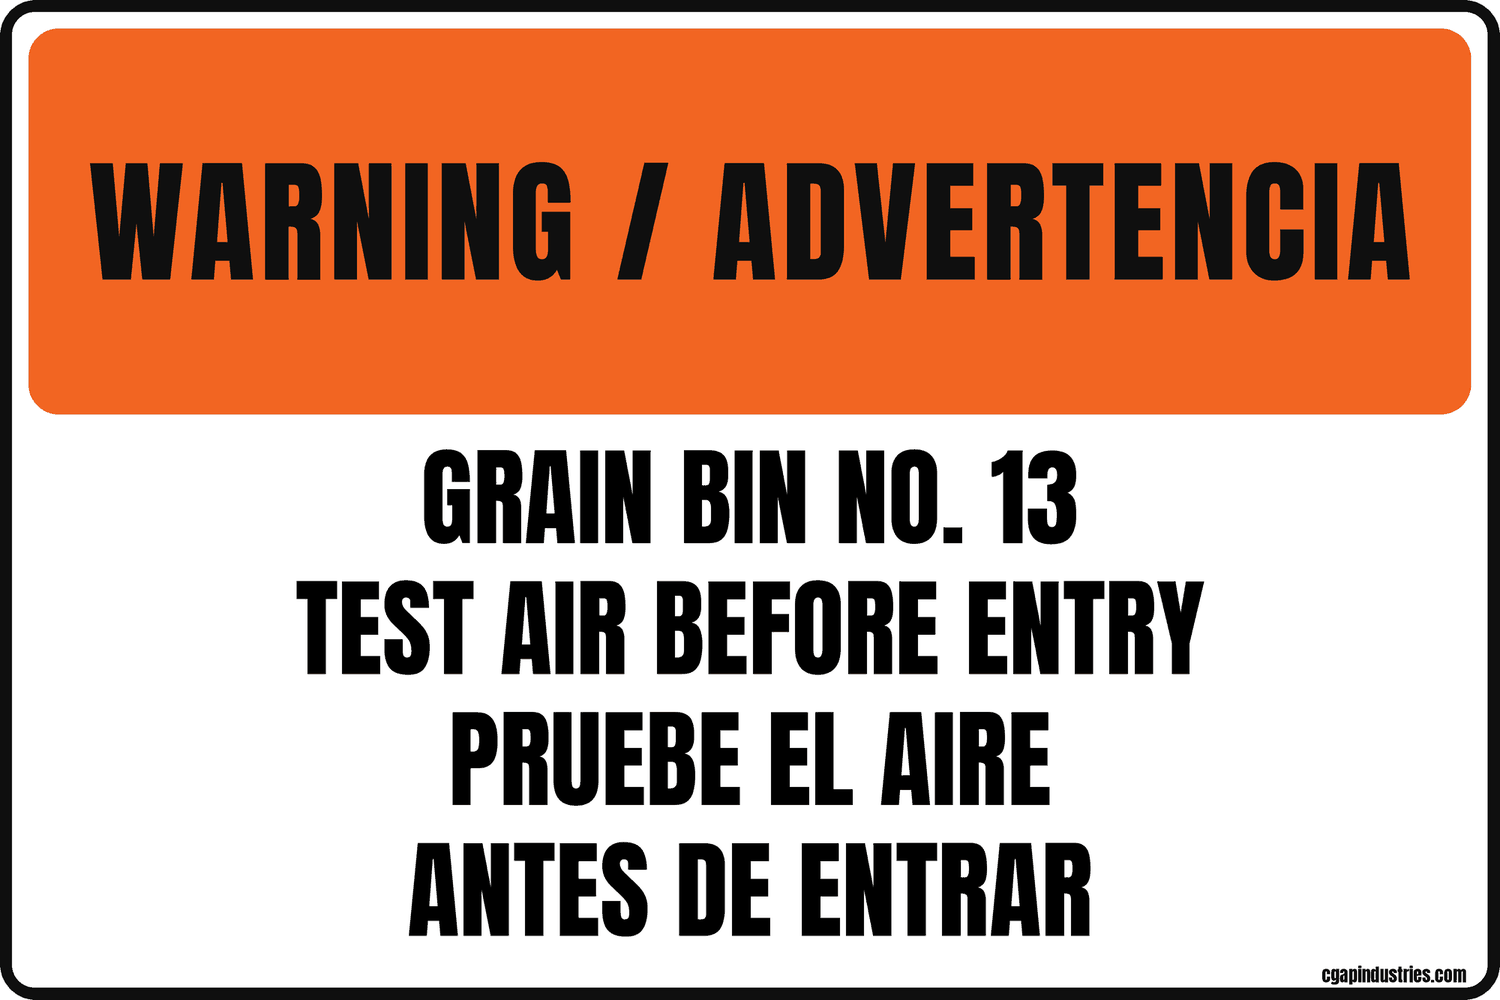 WARNING / ADVERTENCIA
GRAIN BIN NO. 13
TEST AIR BEFORE ENTRY
PRUEBE EL AIRE
ANTES DE ENTRAR
cgapindustries.com